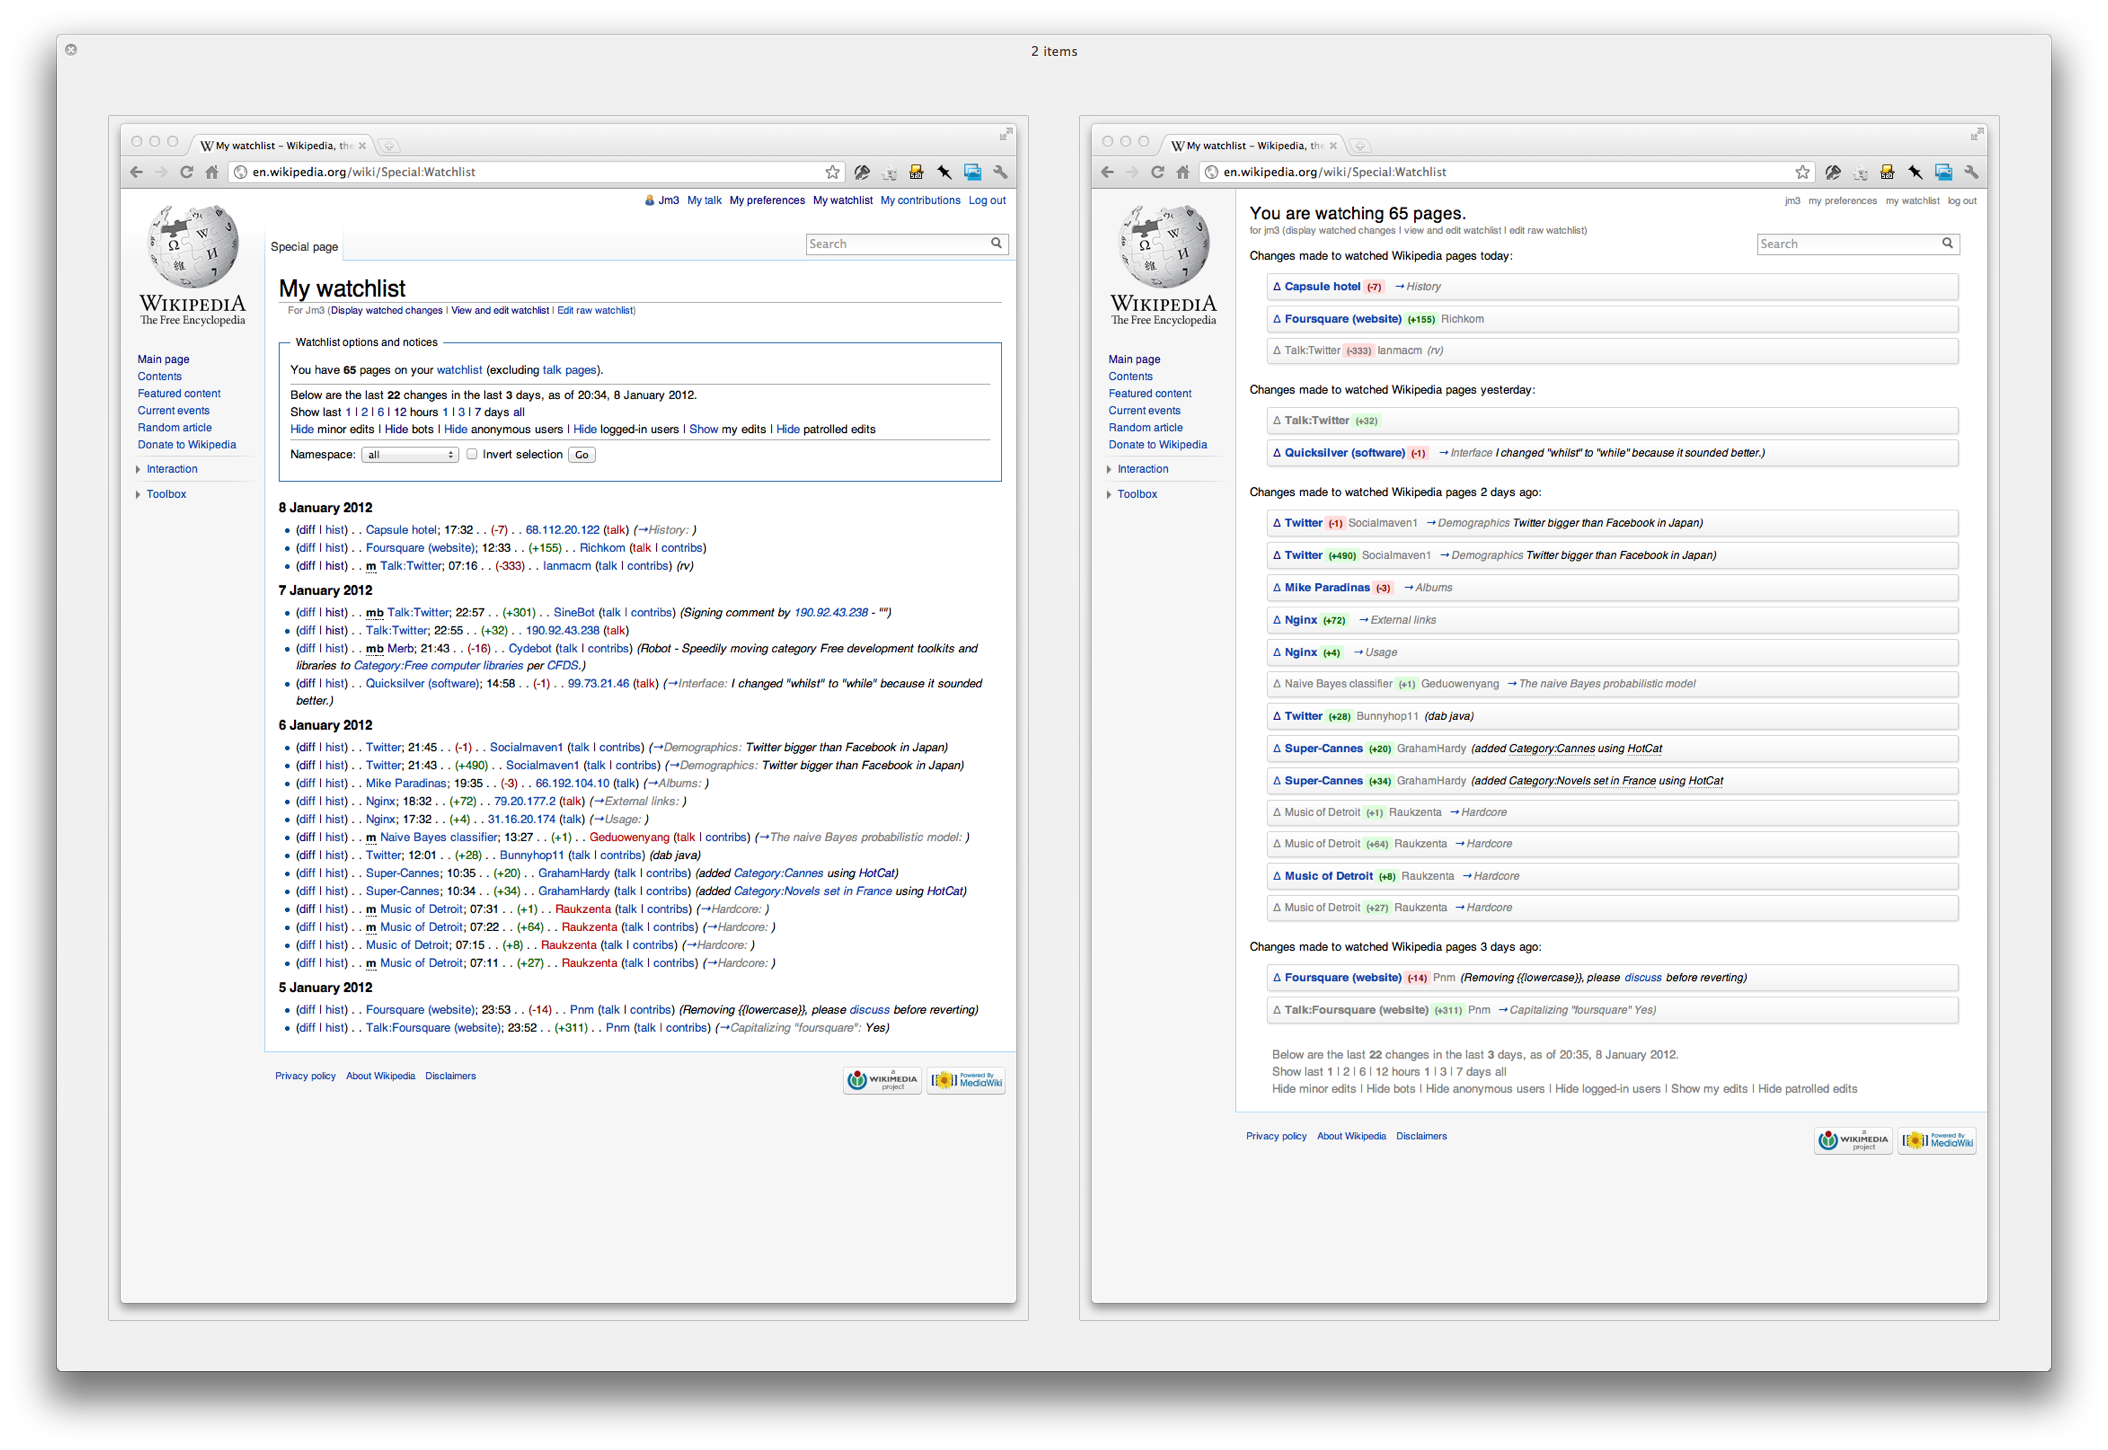 2 items
My watchlist – Wikipedia, the
en.wikipedia.org/wiki/Special:Watchlist
Jm3 My talk My preferences My watchlist My contributions Log out
Special page
Search
WIKIPEDIA
The Free Encyclopedia
Main page
Contents
Featured content
Current events
Random article
Donate to Wikipedia
Interaction
Toolbox
My watchlist
For Jm3 (Display watched changes | View and edit watchlist | Edit raw watchlist)
Watchlist options and notices
You have 65 pages on your watchlist (excluding talk pages).
Below are the last 22 changes in the last 3 days, as of 20:34, 8 January 2012.
Show last 1 | 2 | 6 | 12 hours 1 | 3 | 7 days all
Hide minor edits | Hide bots | Hide anonymous users | Hide logged-in users | Show my edits | Hide patrolled edits
Namespace: all Invert selection Go
8 January 2012
• (diff | hist) . . Capsule hotel; 17:32 . . (-7) . . 68.112.20.122 (talk) (→History: )
• (diff | hist) . . Foursquare (website); 12:33 . . (+155) . . Richkom (talk | contribs)
• (diff | hist) . . m Talk:Twitter; 07:16 . . (-333) . . Ianmacm (talk | contribs) (rv)
7 January 2012
• (diff | hist) . . mb Talk:Twitter; 22:57 . . (+301) . . SineBot (talk | contribs) (Signing comment by 190.92.43.238 - "")
• (diff | hist) . . Talk:Twitter; 22:55 . . (+32) . . 190.92.43.238 (talk)
• (diff | hist) . . mb Merb; 21:43 . . (-16) . . Cydebot (talk | contribs) (Robot - Speedily moving category Free development toolkits and
libraries to Category:Free computer libraries per CFDS.)
• (diff | hist) . . Quicksilver (software); 14:58 . . (-1) . . 99.73.21.46 (talk) (→Interface: I changed "whilst" to "while" because it sounded
better.)
6 January 2012
• (diff | hist) . . Twitter; 21:45 . . (-1) . . Socialmaven1 (talk | contribs) (→Demographics: Twitter bigger than Facebook in Japan)
• (diff | hist) . . Twitter; 21:43 . . (+490) . . Socialmaven1 (talk | contribs) (→Demographics: Twitter bigger than Facebook in Japan)
• (diff | hist) . . Mike Paradinas; 19:35 . . (-3) . . 66.192.104.10 (talk) (→Albums: )
• (diff | hist) . . Nginx; 18:32 . . (+72) . . 79.20.177.2 (talk) (→External links: )
• (diff | hist) . . Nginx; 17:32 . . (+4) . . 31.16.20.174 (talk) (→Usage: )
• (diff | hist) . . m Naive Bayes classifier; 13:27 . . (+1) . . Geduowenyang (talk | contribs) (→The naive Bayes probabilistic model: )
• (diff | hist) . . Twitter; 12:01 . . (+28) . . Bunnyhop11 (talk | contribs) (dab java)
• (diff | hist) . . Super-Cannes; 10:35 . . (+20) . . GrahamHardy (talk | contribs) (added Category:Cannes using HotCat)
• (diff | hist) . . Super-Cannes; 10:34 . . (+34) . . GrahamHardy (talk | contribs) (added Category:Novels set in France using HotCat)
• (diff | hist) . . m Music of Detroit; 07:31 . . (+1) . . Raukzenta (talk | contribs) (→Hardcore: )
• (diff | hist) . . m Music of Detroit; 07:22 . . (+64) . . Raukzenta (talk | contribs) (→Hardcore: )
• (diff | hist) . . Music of Detroit; 07:15 . . (+8) . . Raukzenta (talk | contribs) (→Hardcore: )
• (diff | hist) . . m Music of Detroit; 07:11 . . (+27) . . Raukzenta (talk | contribs) (→Hardcore: )
5 January 2012
• (diff | hist) . . Foursquare (website); 23:53 . . (-14) . . Pnm (talk | contribs) (Removing {{lowercase}}, please discuss before reverting)
• (diff | hist) . . Talk:Foursquare (website); 23:52 . . (+311) . . Pnm (talk | contribs) (→Capitalizing "foursquare": Yes)
Privacy policy About Wikipedia Disclaimers
a WIKIMEDIA project
Powered By MediaWiki
My watchlist – Wikipedia, the
en.wikipedia.org/wiki/Special:Watchlist
jm3 my preferences my watchlist log out
WIKIPEDIA
The Free Encyclopedia
Main page
Contents
Featured content
Current events
Random article
Donate to Wikipedia
Interaction
Toolbox
You are watching 65 pages.
for jm3 (display watched changes | view and edit watchlist | edit raw watchlist)
Search
Changes made to watched Wikipedia pages today:
Δ Capsule hotel (-7) →History
Δ Foursquare (website) (+155) Richkom
Δ Talk:Twitter (-333) Ianmacm (rv)
Changes made to watched Wikipedia pages yesterday:
Δ Talk:Twitter (+32)
Δ Quicksilver (software) (-1) →Interface I changed "whilst" to "while" because it sounded better.)
Changes made to watched Wikipedia pages 2 days ago:
Δ Twitter (-1) Socialmaven1 →Demographics Twitter bigger than Facebook in Japan)
Δ Twitter (+490) Socialmaven1 →Demographics Twitter bigger than Facebook in Japan)
Δ Mike Paradinas (-3) →Albums
Δ Nginx (+72) →External links
Δ Nginx (+4) →Usage
Δ Naive Bayes classifier (+1) Geduowenyang →The naive Bayes probabilistic model
Δ Twitter (+28) Bunnyhop11 (dab java)
Δ Super-Cannes (+20) GrahamHardy (added Category:Cannes using HotCat
Δ Super-Cannes (+34) GrahamHardy (added Category:Novels set in France using HotCat
Δ Music of Detroit (+1) Raukzenta →Hardcore
Δ Music of Detroit (+64) Raukzenta →Hardcore
Δ Music of Detroit (+8) Raukzenta →Hardcore
Δ Music of Detroit (+27) Raukzenta →Hardcore
Changes made to watched Wikipedia pages 3 days ago:
Δ Foursquare (website) (-14) Pnm (Removing {{lowercase}}, please discuss before reverting)
Δ Talk:Foursquare (website) (+311) Pnm →Capitalizing "foursquare" Yes)
Below are the last 22 changes in the last 3 days, as of 20:35, 8 January 2012.
Show last 1 | 2 | 6 | 12 hours 1 | 3 | 7 days all
Hide minor edits | Hide bots | Hide anonymous users | Hide logged-in users | Show my edits | Hide patrolled edits
Privacy policy About Wikipedia Disclaimers
a WIKIMEDIA project
Powered By MediaWiki